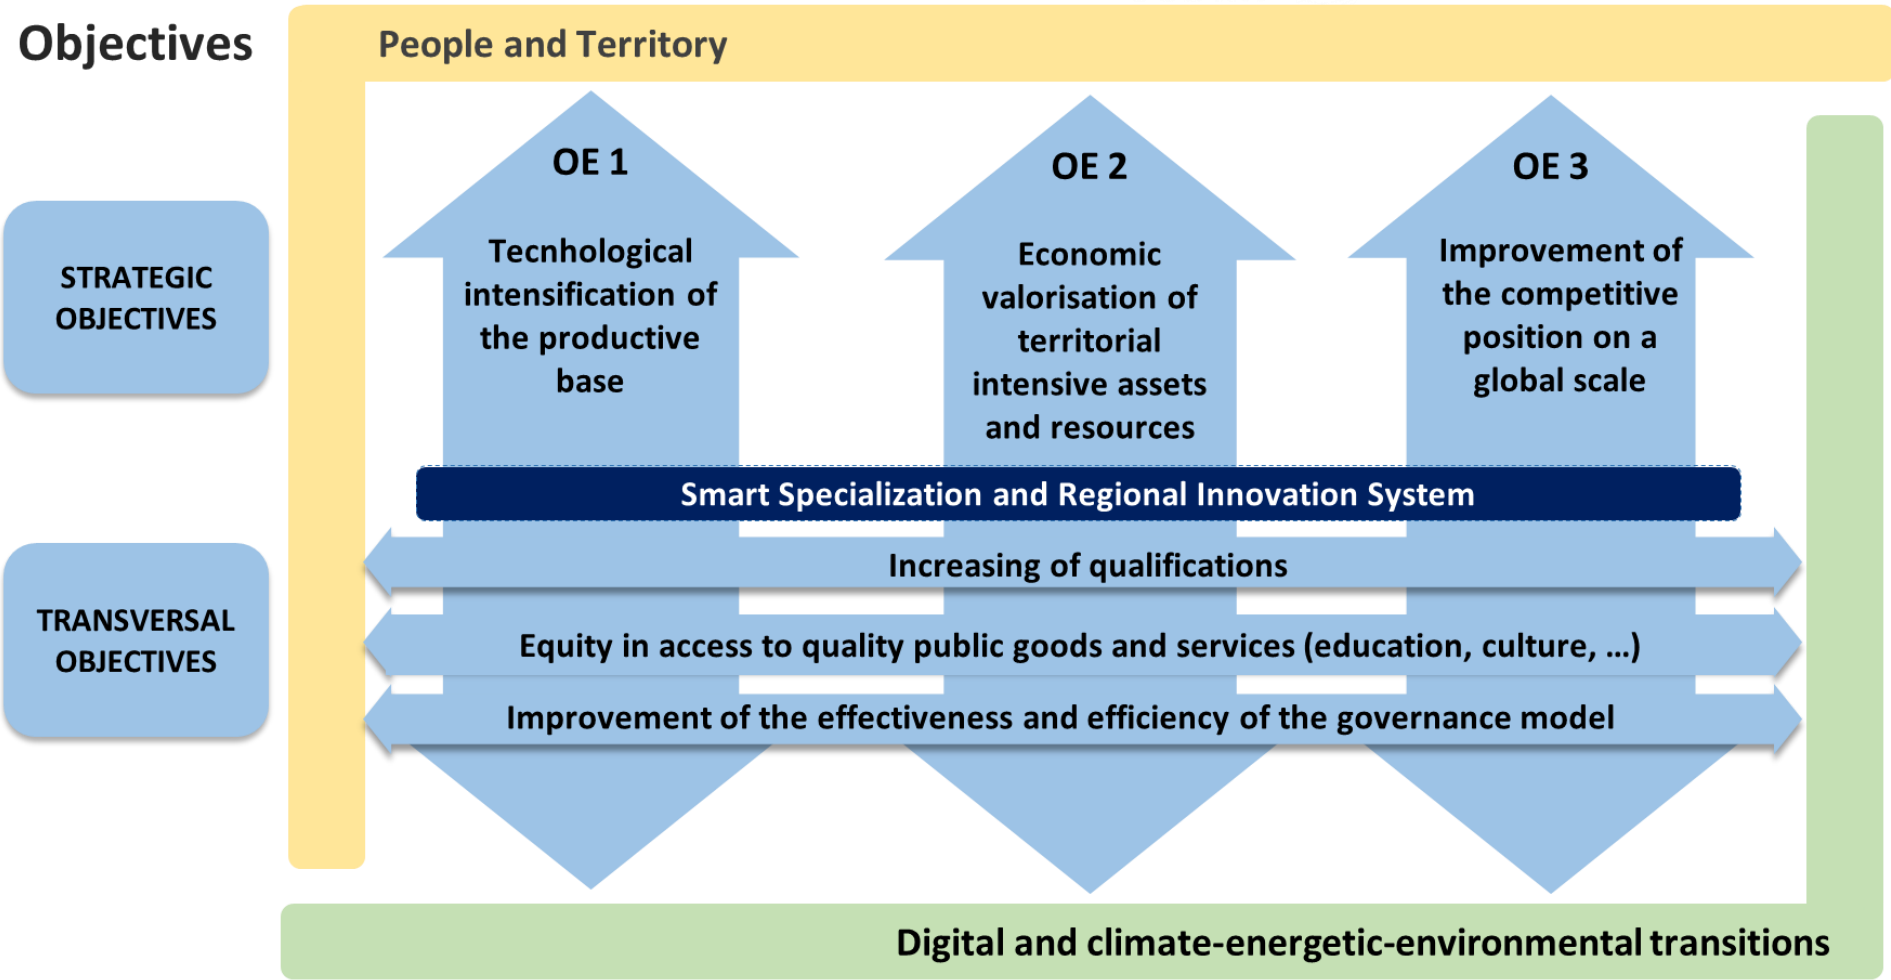 Objectives
People and Territory
STRATEGIC
OBJECTIVES
OE 1
Tecnhological
intensification of
the productive
base
OE 2
Economic
valorisation of
territorial
intensive assets
and resources
OE 3
Improvement of
the competitive
position on a
global scale
Smart Specialization and Regional Innovation System
TRANSVERSAL
OBJECTIVES
Increasing of qualifications
Equity in access to quality public goods and services (education, culture, ...)
Improvement of the effectiveness and efficiency of the governance model
Digital and climate-energetic-environmental transitions